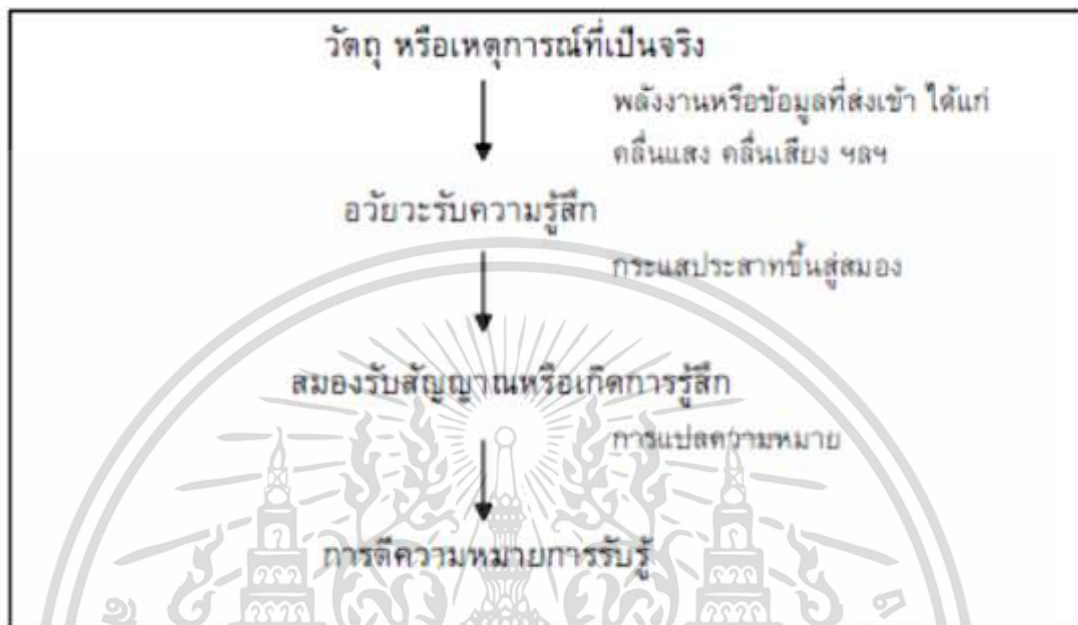 วัตถุ หรือเหตุการณ์ที่เป็นจริง
พลังงานหรือข้อมูลที่ส่งเข้า ได้แก่
คลื่นแสง คลื่นเสียง ฯลฯ
อวัยวะรับความรู้สึก
กระแสประสาทขึ้นสู่สมอง
สมองรับสัญญาณหรือเกิดการรู้สึก
การแปลความหมาย
การตีความหมายการรับรู้